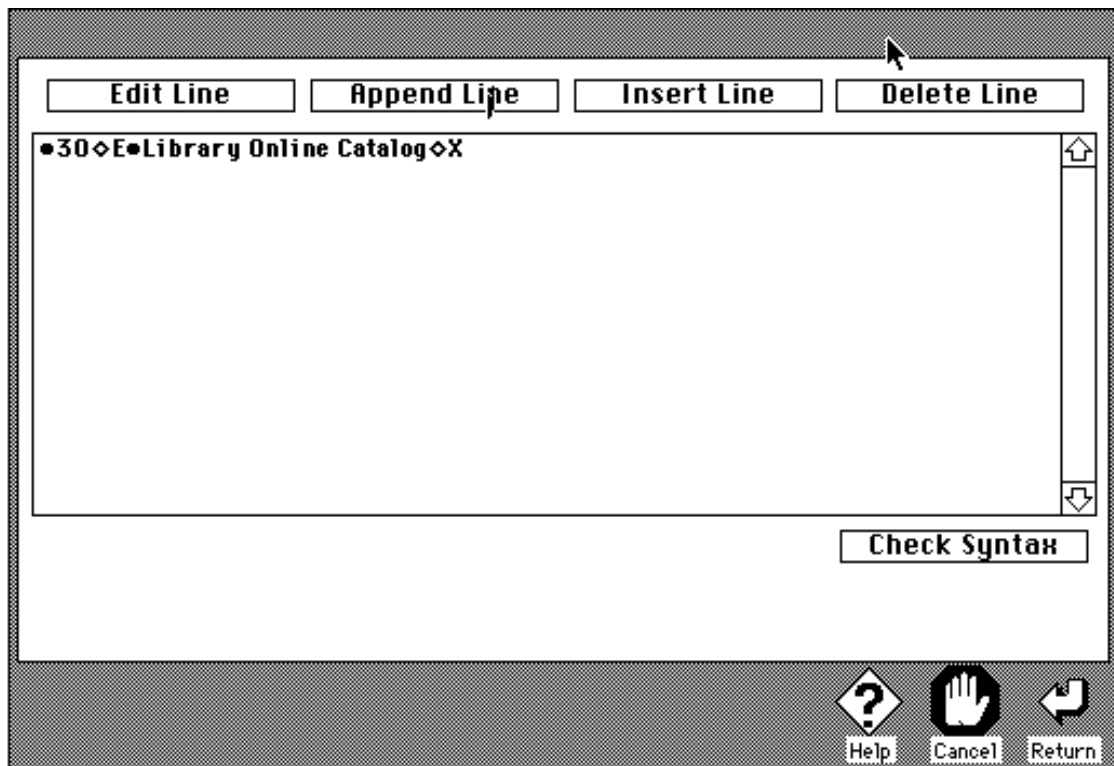 Edit Line Append Line Insert Line Delete Line
●30◇E●Library Online Catalog◇X
Check Syntax
Help Cancel Return